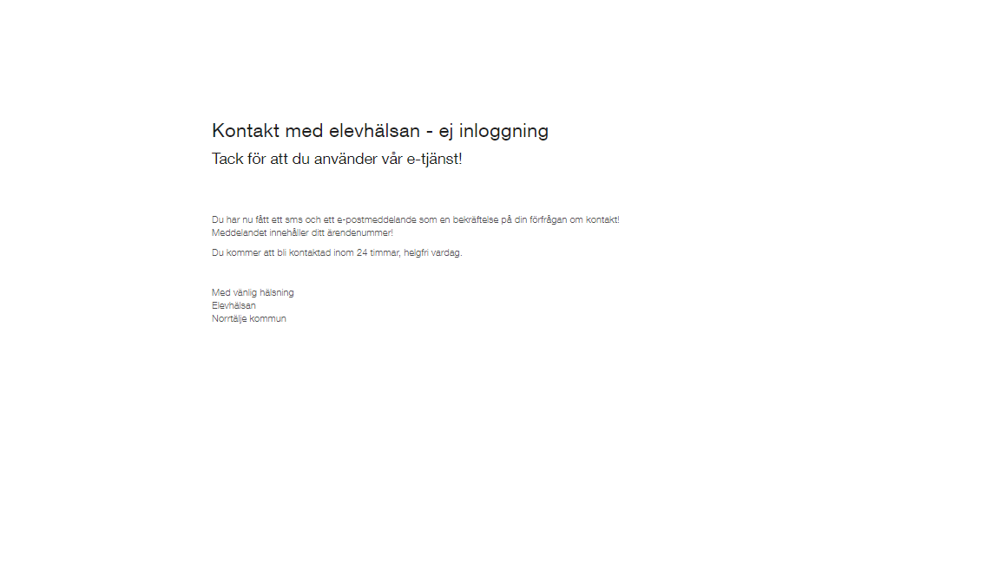 Kontakt med elevhälsan - ej inloggning
Tack för att du använder vår e-tjänst!
Du har nu fått ett sms och ett e-postmeddelande som en bekräftelse på din förfrågan om kontakt!
Meddelandet innehåller ditt ärendenummer!
Du kommer att bli kontaktad inom 24 timmar, helgfri vardag.
Med vänlig hälsning
Elevhälsan
Norrtälje kommun